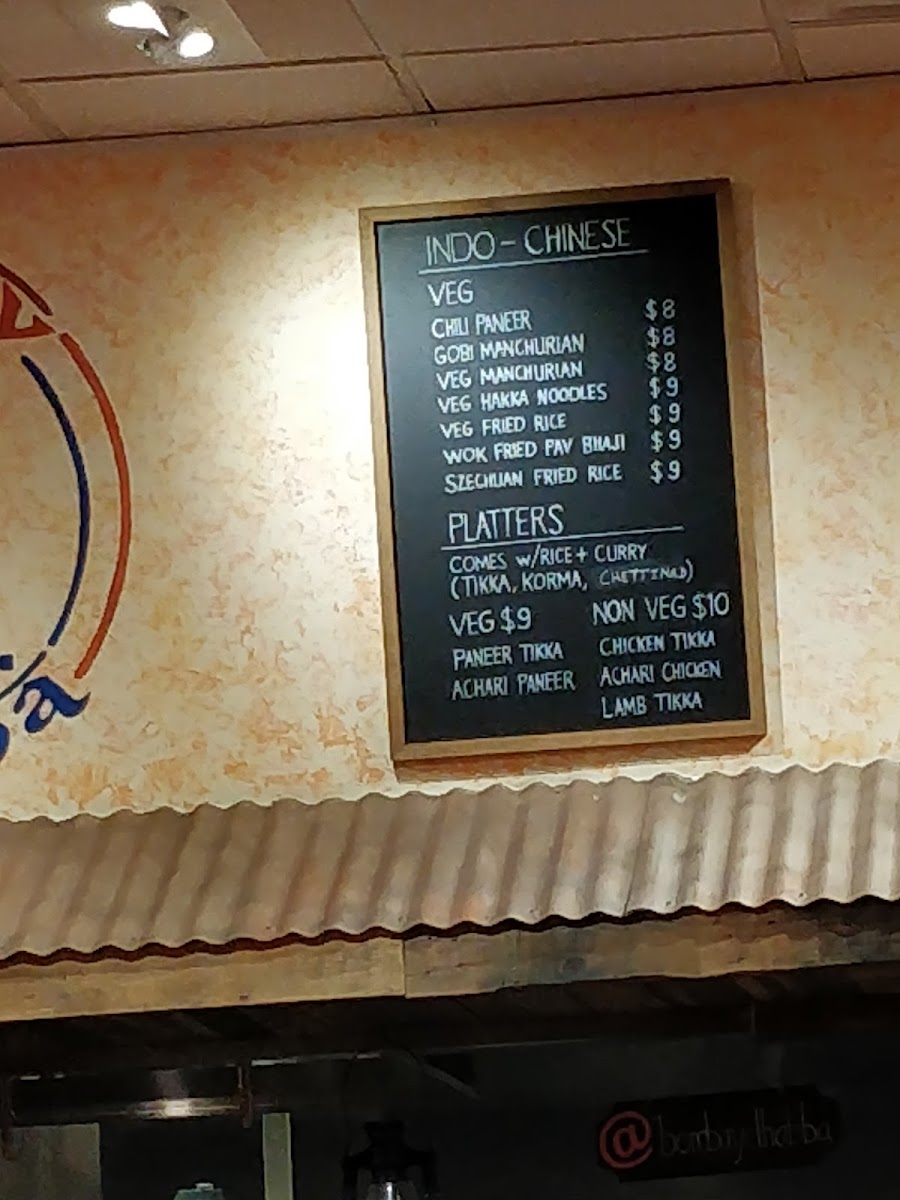 INDO - CHINESE
VEG
CHILI PANEER $8
GOBI MANCHURIAN $8
VEG MANCHURIAN $8
VEG HAKKA NOODLES $9
VEG FRIED RICE $9
WOK FRIED PAV BHAJI $9
SZECHUAN FRIED RICE $9
PLATTERS
COMES w/RICE + CURRY
(TIKKA, KORMA, CHETTINAD)
VEG $9 NON VEG $10
PANEER TIKKA CHICKEN TIKKA
ACHARI PANEER ACHARI CHICKEN
LAMB TIKKA